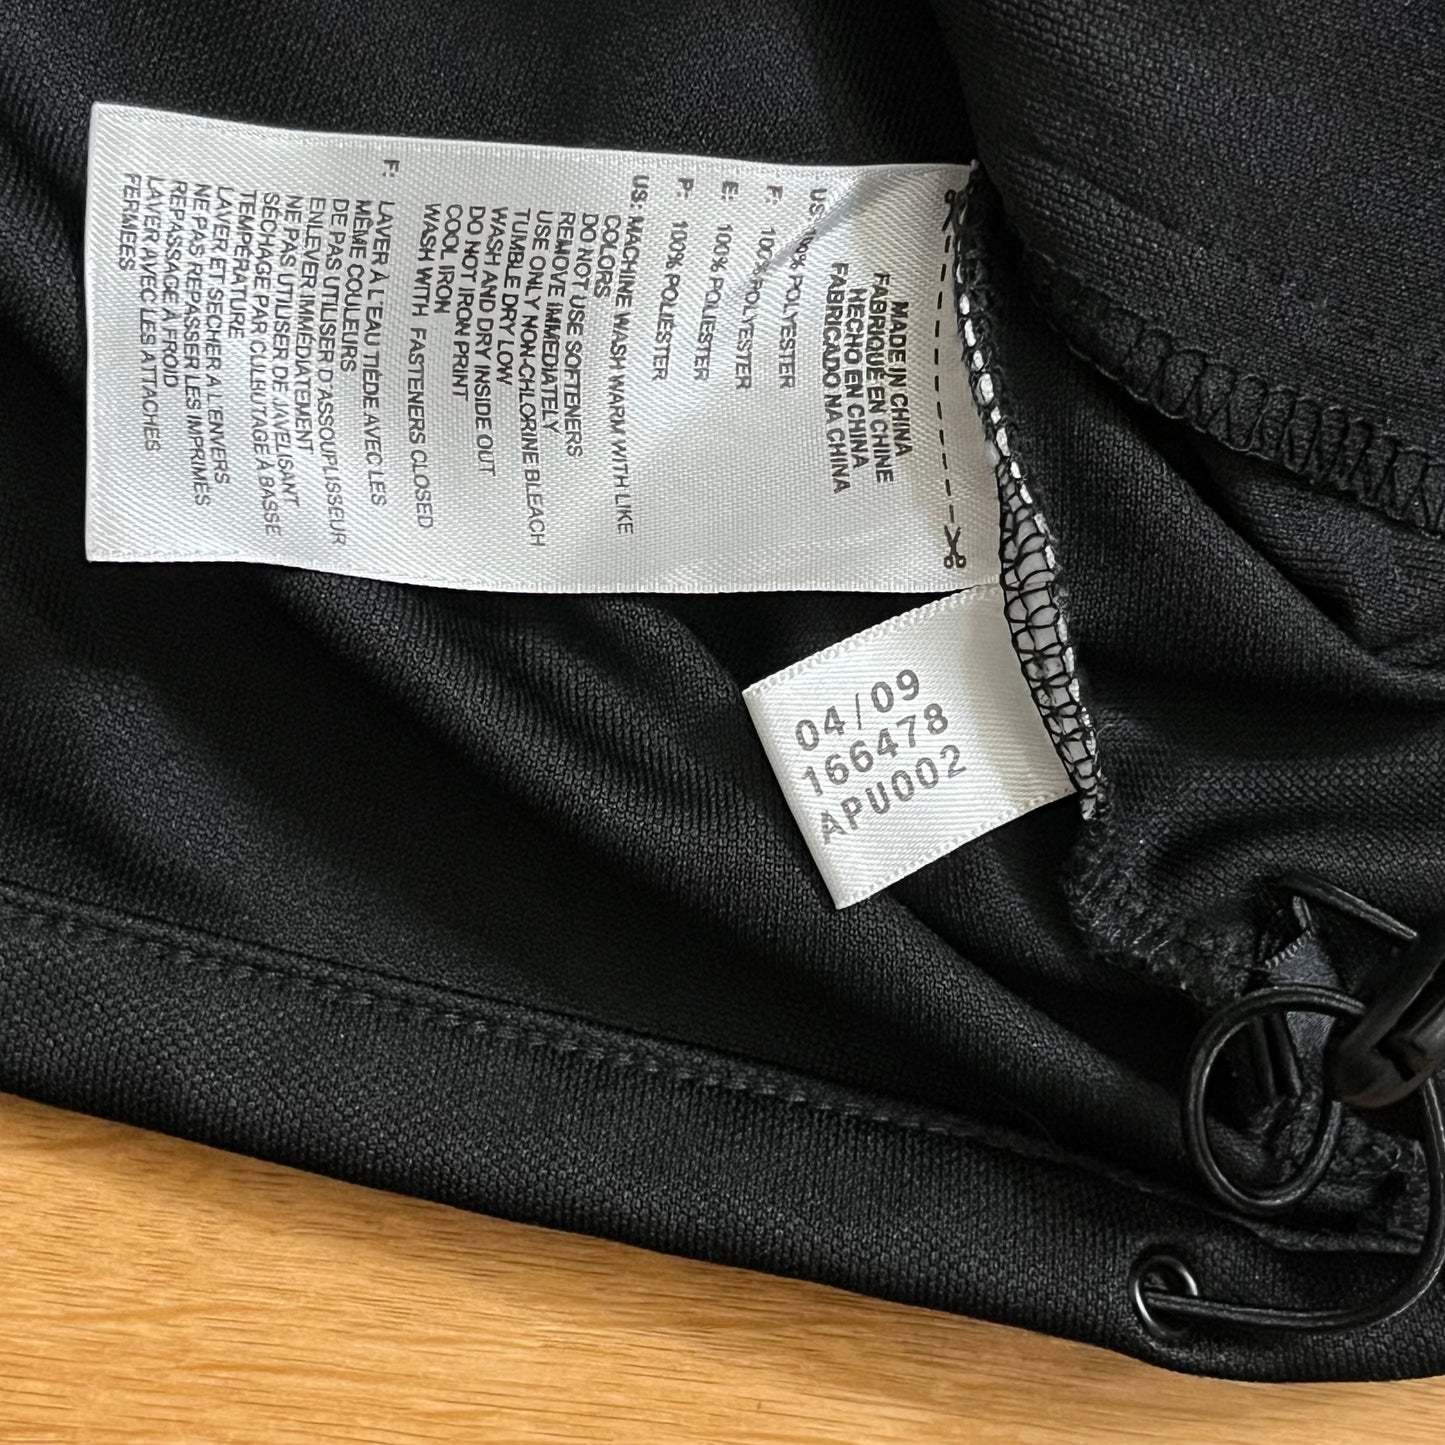 MADE IN CHINA
FABRIQUÉ EN CHINE
HECHO EN CHINA
FABRICADO NA CHINA
US: 100% POLYESTER
F: 100% POLYESTER
E: 100% POLIÉSTER
P: 100% POLIÉSTER
US: MACHINE WASH WARM WITH LIKE
COLORS
DO NOT USE SOFTENERS
REMOVE IMMEDIATELY
USE ONLY NON-CHLORINE BLEACH
TUMBLE DRY LOW
WASH AND DRY INSIDE OUT
DO NOT IRON PRINT
COOL IRON
WASH WITH FASTENERS CLOSED
F: LAVER À L'EAU TIÈDE AVEC LES
MÊME COULEURS
DE PAS UTILISER D'ASSOUPLISSEUR
ENLEVER IMMÉDIATEMENT
NE PAS UTILISER DE JAVELISANT
SÉCHAGE PAR CULBUTAGE À BASSE
TEMPÉRATURE
LAVER ET SÉCHER À L'ENVERS
NE PAS REPASSER LES IMPRIMÉS
REPASSAGE À FROID
LAVER AVEC LES ATTACHES
FERMEES
04/09
166478
APU002